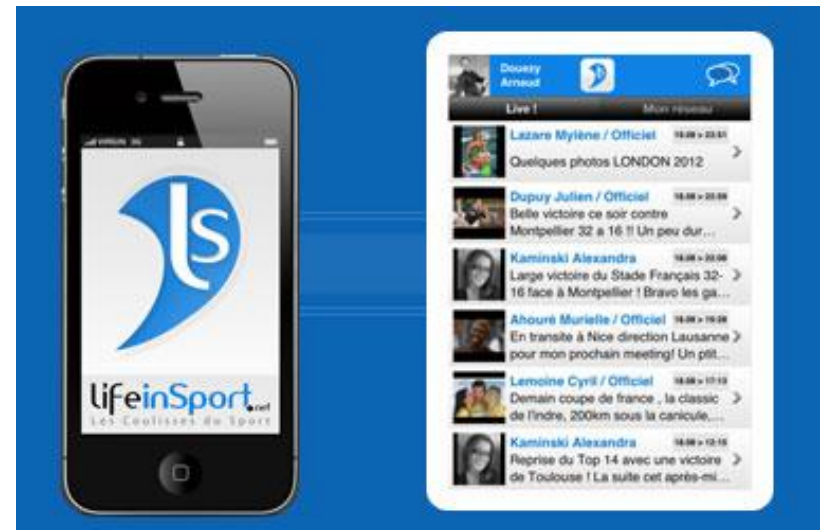 VIRGIN 3G
ls
lifeinSport.net
Les Coulisses du Sport
Douezy
Arnaud
Live !
Mon réseau
Lazare Mylène / Officiel
Quelques photos LONDON 2012
Dupuy Julien / Officiel
Belle victoire ce soir contre
Montpellier 32 a 16 !! Un peu dur…
Kaminski Alexandra
Large victoire du Stade Français 32-
16 face à Montpellier ! Bravo les ga…
Ahouré Murielle / Officiel
En transite à Nice direction Lausanne
pour mon prochain meeting! Un ptit…
Lemoine Cyril / Officiel
Demain coupe de france , la classic
de l'indre, 200km sous la canicule,…
Kaminski Alexandra
Reprise du Top 14 avec une victoire
de Toulouse ! La suite cet après-mi…